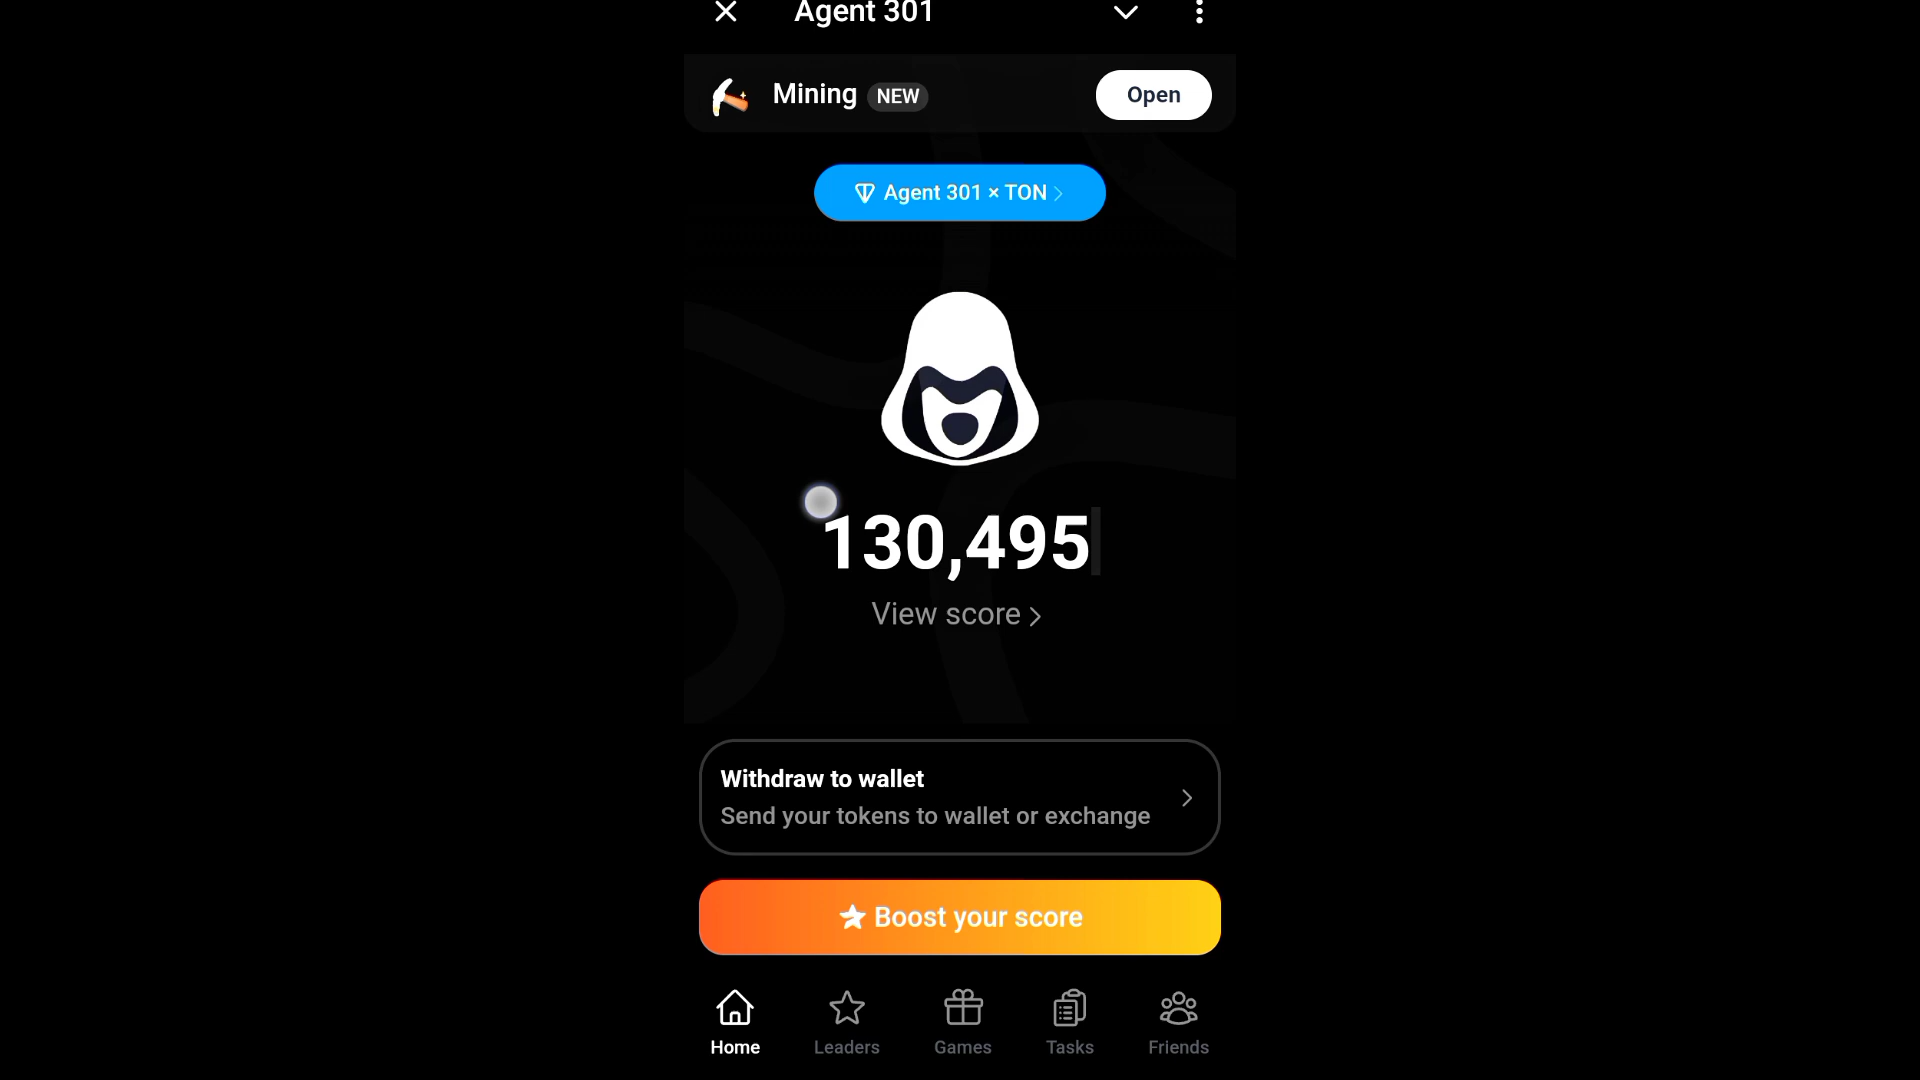 Agent 301
Mining NEW
Open
Agent 301 × TON
130,495
View score
Withdraw to wallet
Send your tokens to wallet or exchange
Boost your score
Home Leaders Games Tasks Friends